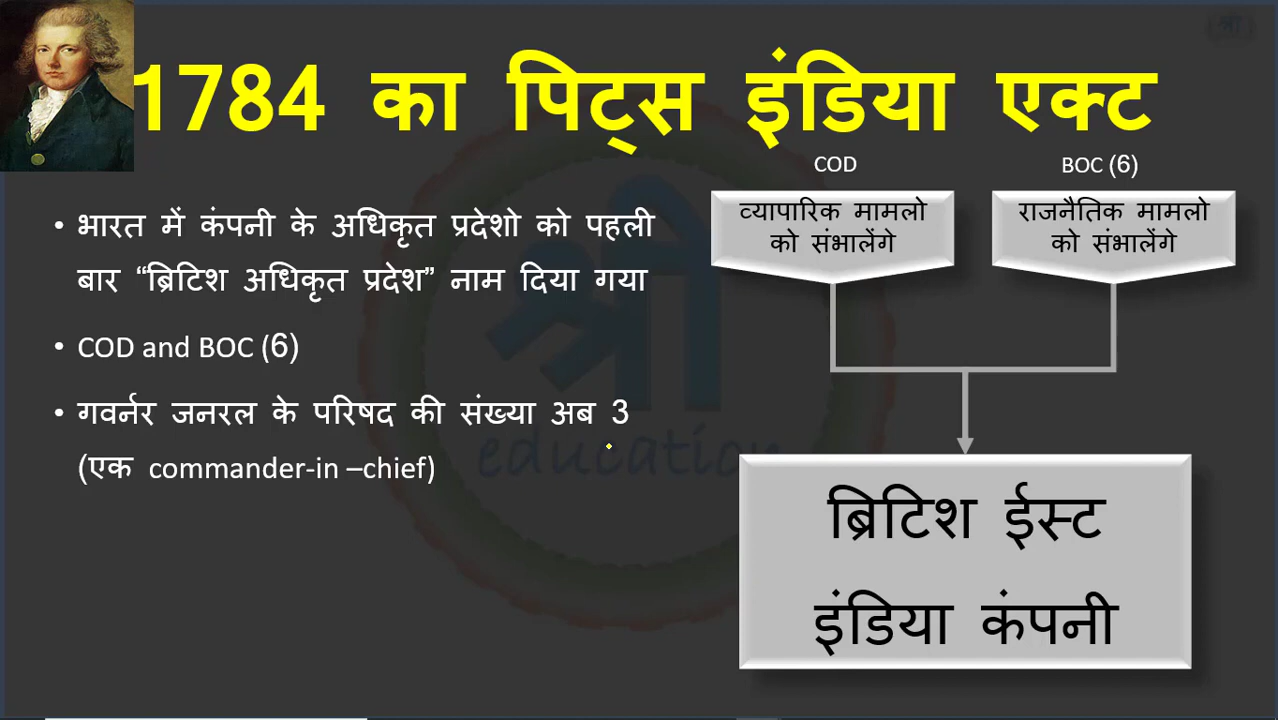 1784 का पिट्स इंडिया एक्ट
श्री
• भारत में कंपनी के अधिकृत प्रदेशो को पहली
बार “ब्रिटिश अधिकृत प्रदेश” नाम दिया गया
• COD and BOC (6)
• गवर्नर जनरल के परिषद की संख्या अब 3
(एक commander-in –chief)
COD
व्यापारिक मामलो
को संभालेंगे
BOC (6)
राजनैतिक मामलो
को संभालेंगे
ब्रिटिश ईस्ट
इंडिया कंपनी
श्री
education